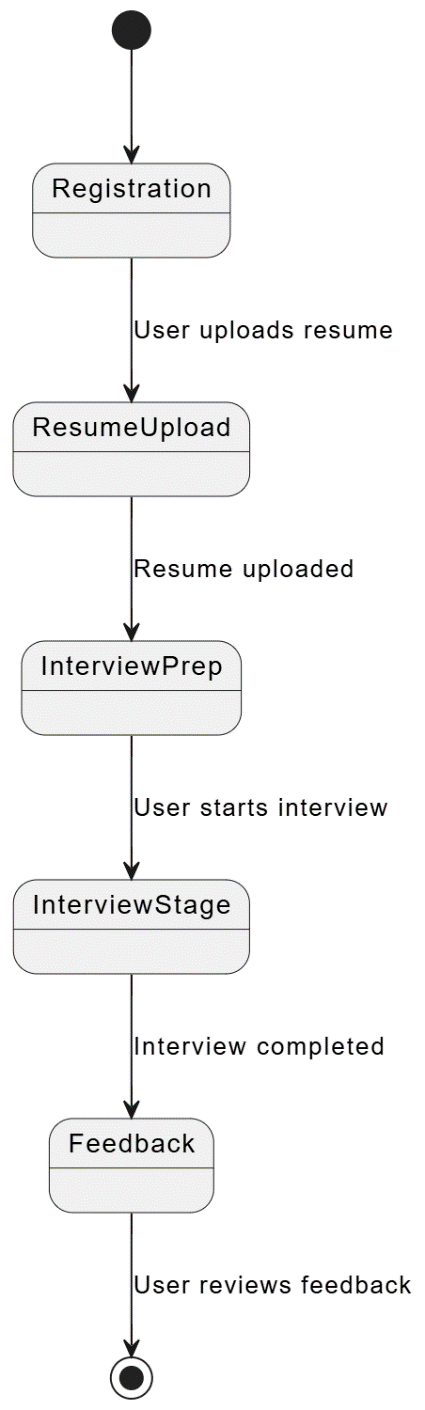 Registration
User uploads resume
ResumeUpload
Resume uploaded
InterviewPrep
User starts interview
InterviewStage
Interview completed
Feedback
User reviews feedback